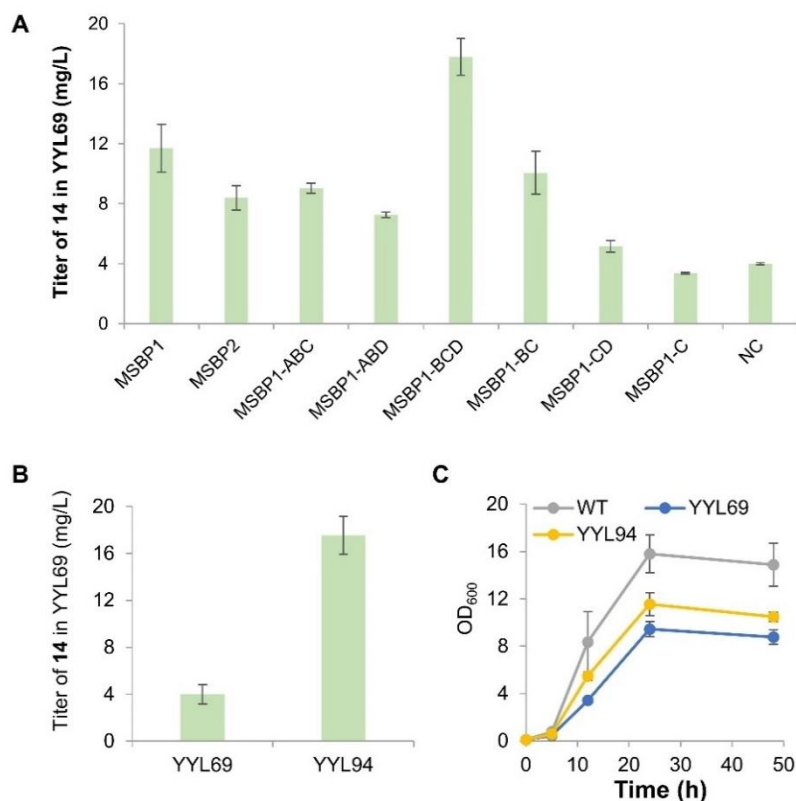 A
Titer of 14 in YYL69 (mg/L)
20
16
12
8
4
0
MSBP1
MSBP2
MSBP1-ABC
MSBP1-ABD
MSBP1-BCD
MSBP1-BC
MSBP1-CD
MSBP1-C
NC
B
Titer of 14 in YYL69 (mg/L)
20
16
12
8
4
0
YYL69
YYL94
C
WT
YYL69
YYL94
OD600
20
16
12
8
4
0
0
10
20
30
40
50
Time (h)